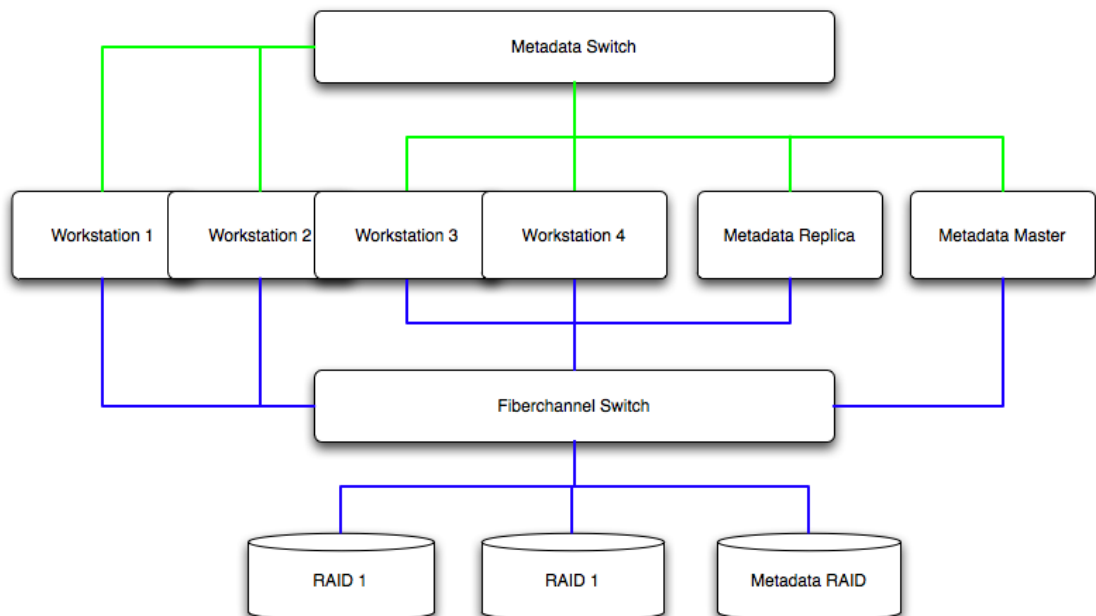 Metadata Switch
Workstation 1
Workstation 2
Workstation 3
Workstation 4
Metadata Replica
Metadata Master
Fiberchannel Switch
RAID 1
RAID 1
Metadata RAID